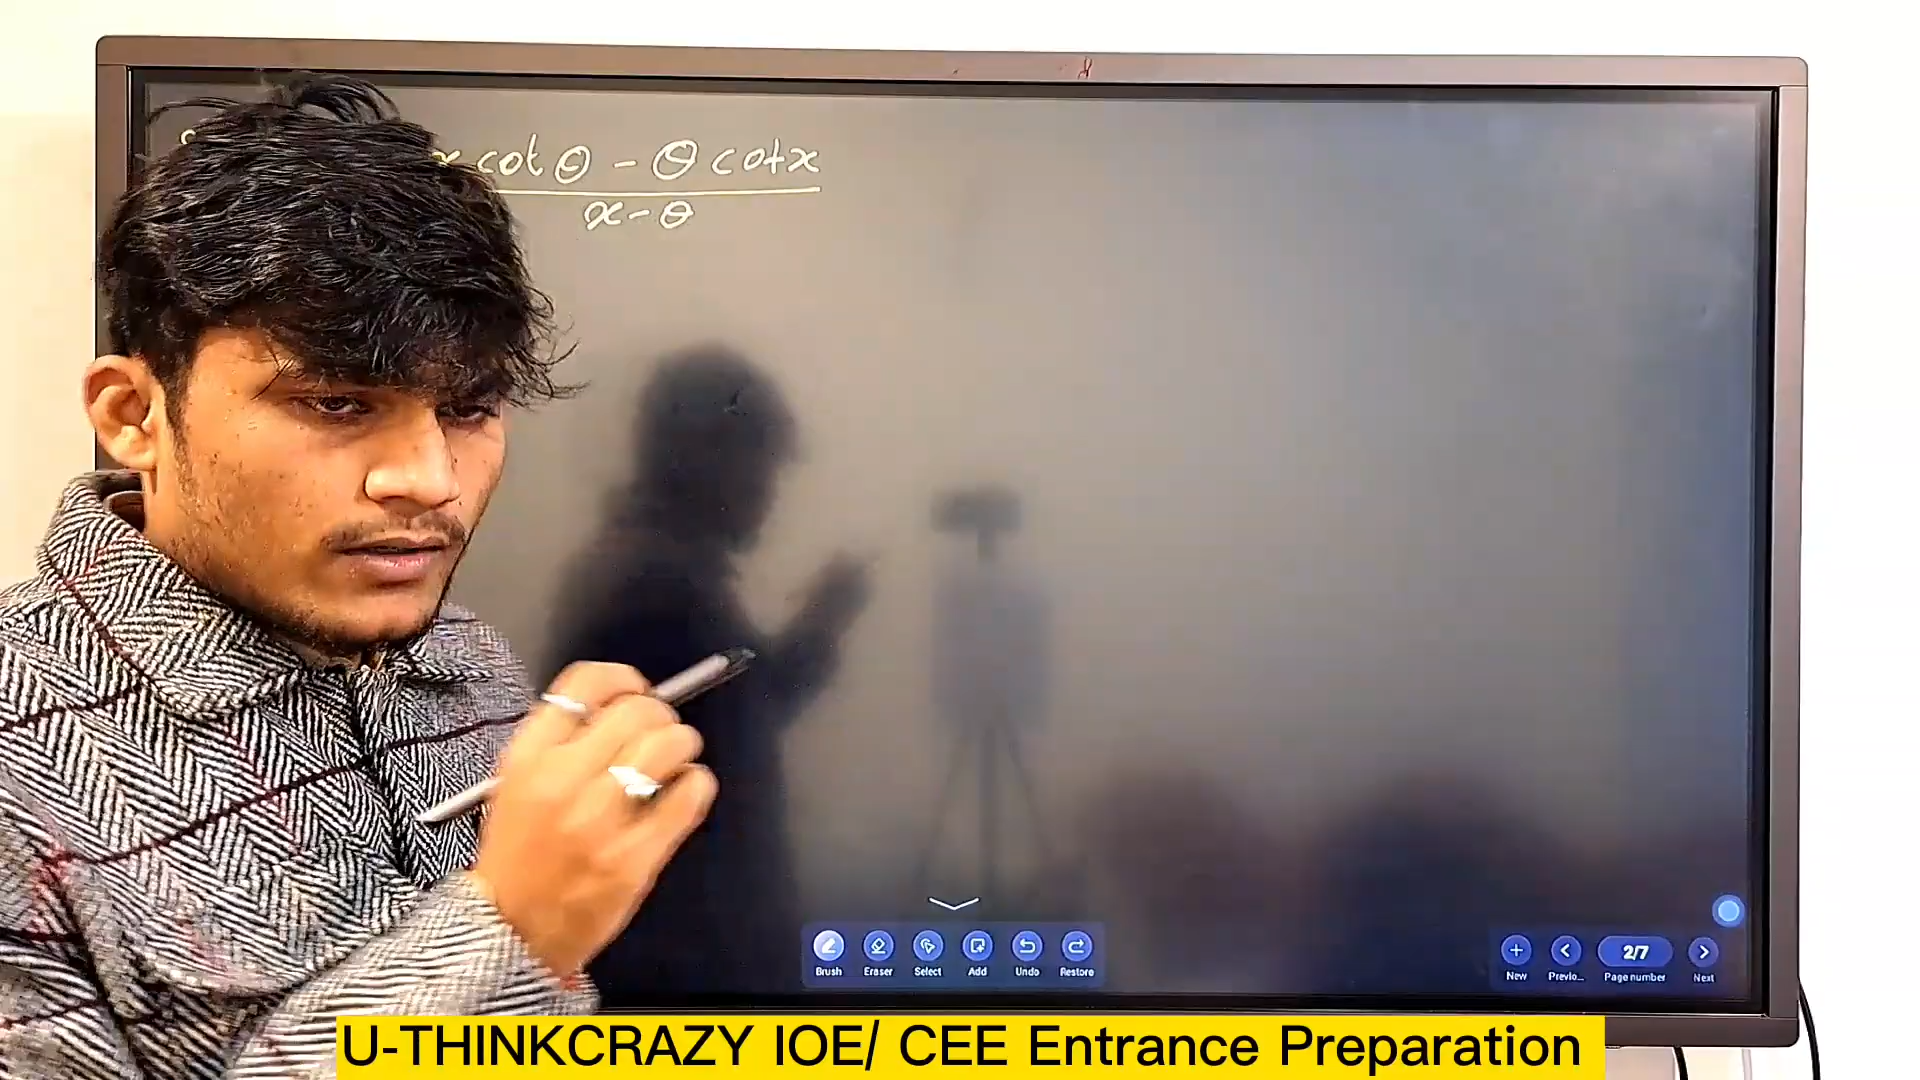 x cot θ - θ cot x
x - θ
Brush Eraser Select Add Undo Restore
2/7
New Previo... Page number Next
U-THINKCRAZY IOE/ CEE Entrance Preparation